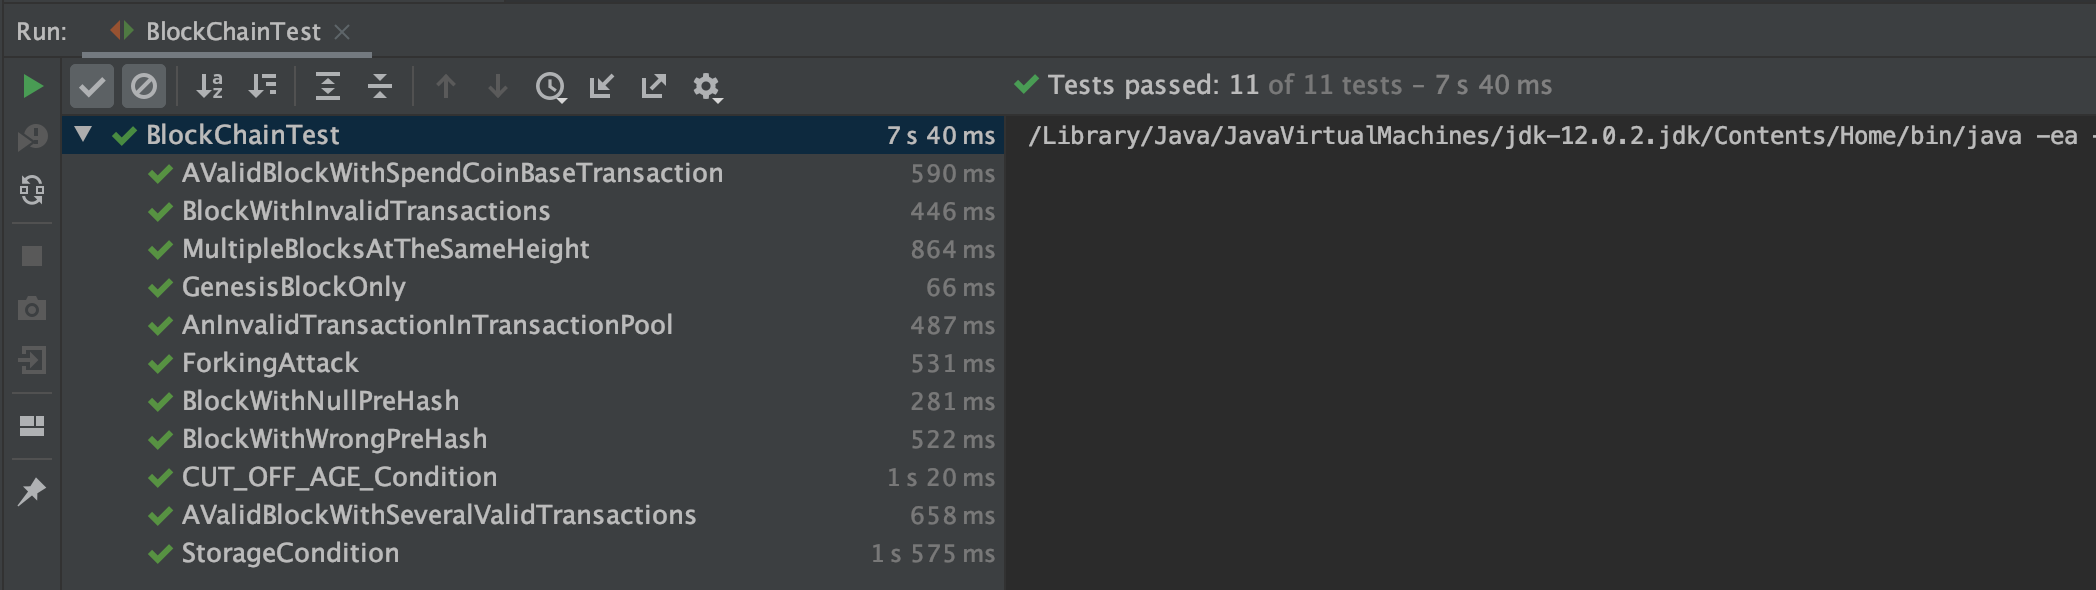 Run: BlockChainTest
Tests passed: 11 of 11 tests – 7 s 40 ms
BlockChainTest 7 s 40 ms
/Library/Java/JavaVirtualMachines/jdk-12.0.2.jdk/Contents/Home/bin/java -ea -
AValidBlockWithSpendCoinBaseTransaction 590 ms
BlockWithInvalidTransactions 446 ms
MultipleBlocksAtTheSameHeight 864 ms
GenesisBlockOnly 66 ms
AnInvalidTransactionInTransactionPool 487 ms
ForkingAttack 531 ms
BlockWithNullPreHash 281 ms
BlockWithWrongPreHash 522 ms
CUT_OFF_AGE_Condition 1 s 20 ms
AValidBlockWithSeveralValidTransactions 658 ms
StorageCondition 1 s 575 ms